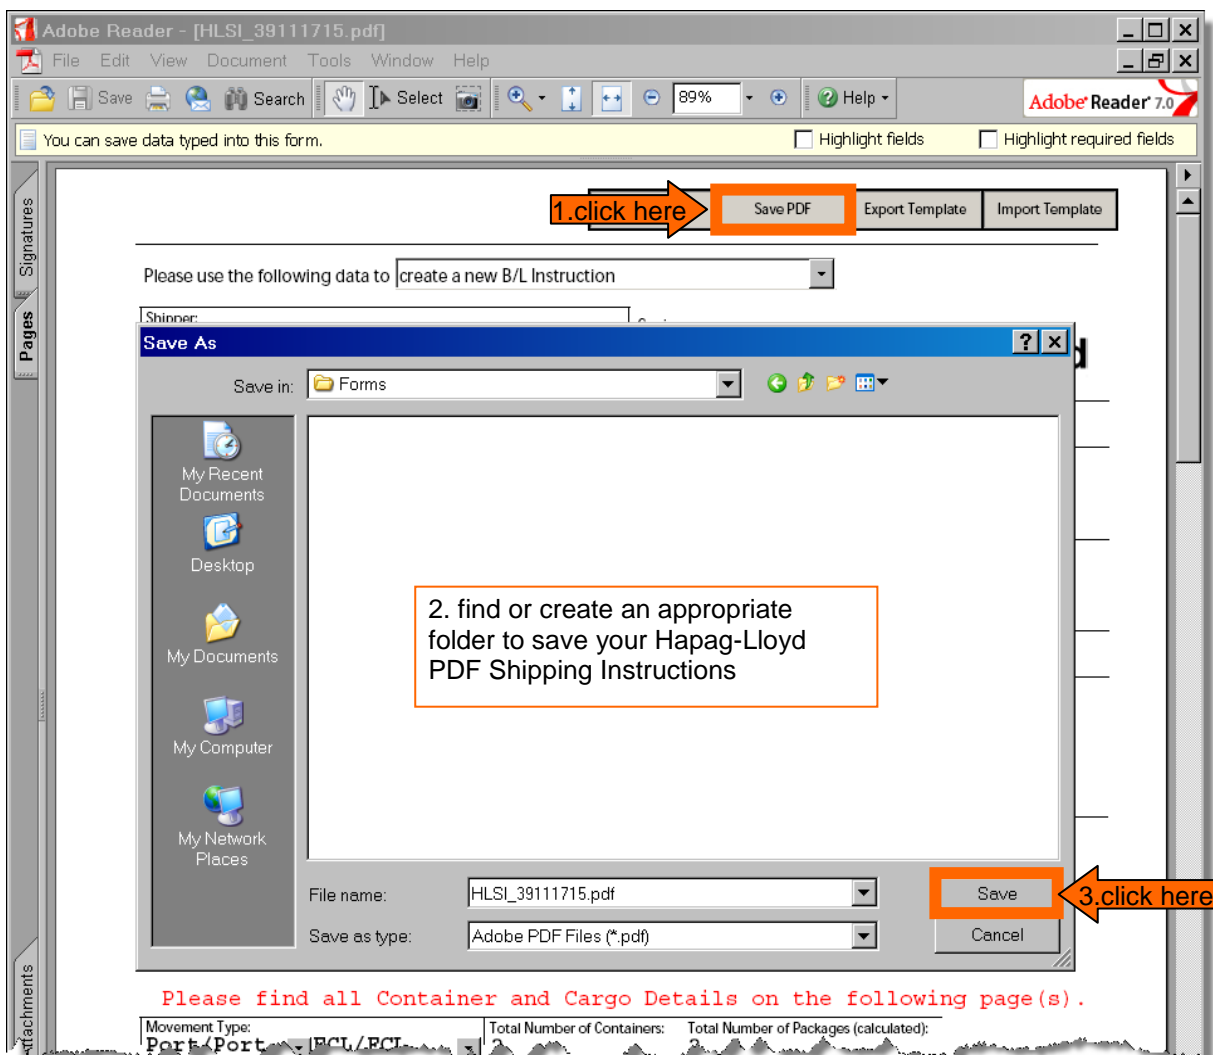 Adobe Reader - [HLSI_39111715.pdf]
File Edit View Document Tools Window Help
Save Search Select 89% Help Adobe Reader 7.0
You can save data typed into this form. Highlight fields Highlight required fields
1.click here Save PDF Export Template Import Template
Signatures
Pages
Attachments
Please use the following data to create a new B/L Instruction
Shipper:
Save As
Save in: Forms
My Recent
Documents
Desktop
My Documents
My Computer
My Network
Places
2. find or create an appropriate
folder to save your Hapag-Lloyd
PDF Shipping Instructions
File name: HLSI_39111715.pdf Save 3.click here
Save as type: Adobe PDF Files (*.pdf) Cancel
Please find all Container and Cargo Details on the following page(s).
Movement Type: Total Number of Containers: Total Number of Packages (calculated):
Port/Port FCL/FCL